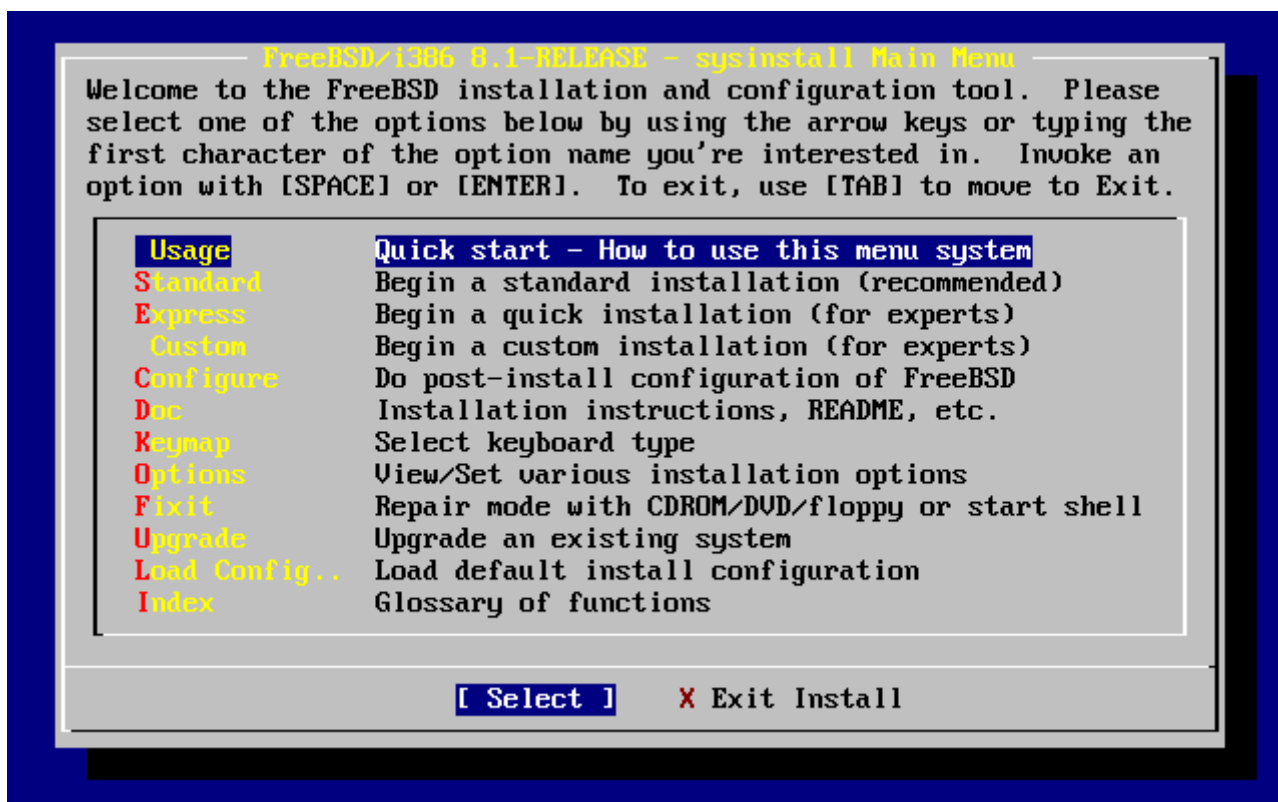 FreeBSD/i386 8.1-RELEASE - sysinstall Main Menu
Welcome to the FreeBSD installation and configuration tool.  Please
select one of the options below by using the arrow keys or typing the
first character of the option name you're interested in.  Invoke an
option with [SPACE] or [ENTER].  To exit, use [TAB] to move to Exit.
Usage Quick start - How to use this menu system
Standard Begin a standard installation (recommended)
Express Begin a quick installation (for experts)
Custom Begin a custom installation (for experts)
Configure Do post-install configuration of FreeBSD
Doc Installation instructions, README, etc.
Keymap Select keyboard type
Options View/Set various installation options
Fixit Repair mode with CDROM/DVD/floppy or start shell
Upgrade Upgrade an existing system
Load Config.. Load default install configuration
Index Glossary of functions
[ Select ] X Exit Install